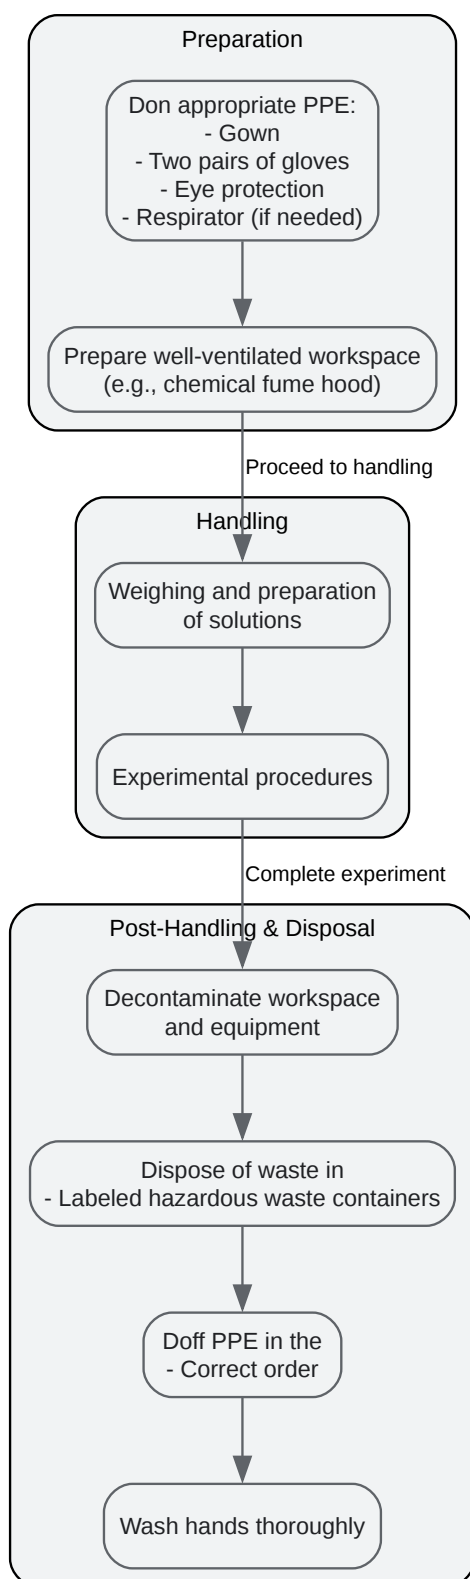 Preparation
Don appropriate PPE:
- Gown
- Two pairs of gloves
- Eye protection
- Respirator (if needed)
Prepare well-ventilated workspace
(e.g., chemical fume hood)
Proceed to handling
Handling
Weighing and preparation
of solutions
Experimental procedures
Complete experiment
Post-Handling & Disposal
Decontaminate workspace
and equipment
Dispose of waste in
- Labeled hazardous waste containers
Doff PPE in the
- Correct order
Wash hands thoroughly